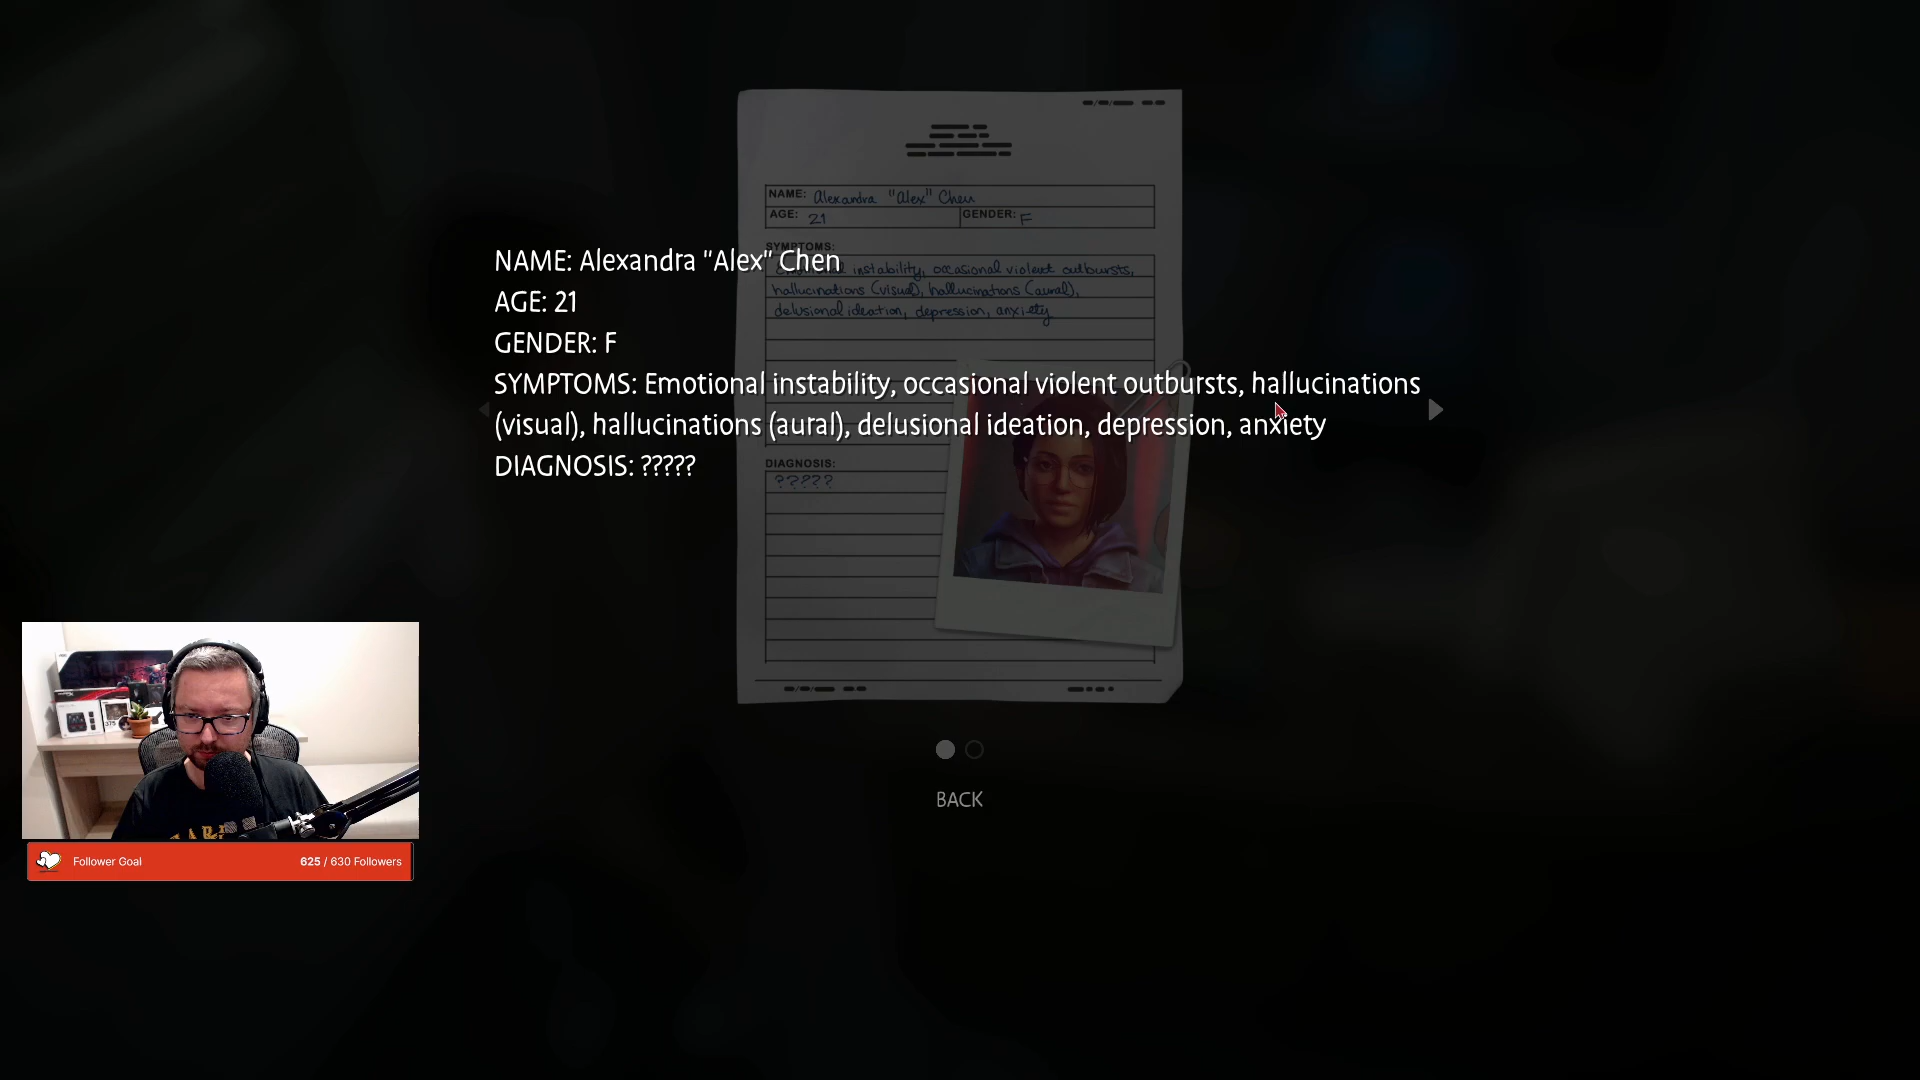 NAME: Alexandra "Alex" Chen
AGE: 21 GENDER: F
SYMPTOMS:
instability, occasional violent outbursts,
hallucinations (visual), hallucinations (aural),
delusional ideation, depression, anxiety
DIAGNOSIS:
?????
NAME: Alexandra "Alex" Chen
AGE: 21
GENDER: F
SYMPTOMS: Emotional instability, occasional violent outbursts, hallucinations
(visual), hallucinations (aural), delusional ideation, depression, anxiety
DIAGNOSIS: ?????
BACK
Follower Goal 625 / 630 Followers